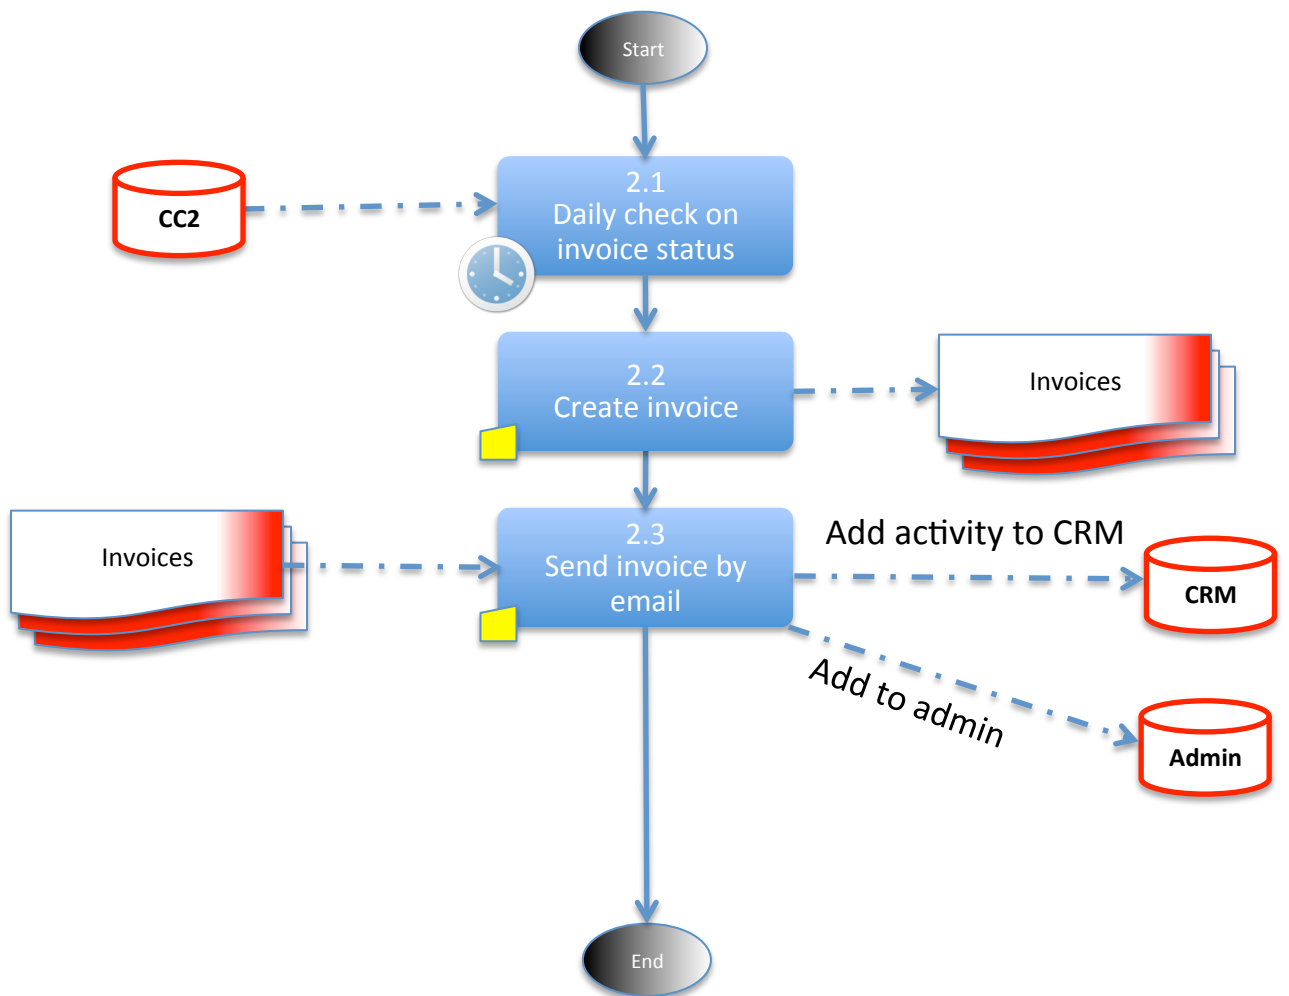 Start
2.1
Daily check on
invoice status
CC2
2.2
Create invoice
Invoices
2.3
Send invoice by
email
Invoices
Add activity to CRM
CRM
Add to admin
Admin
End